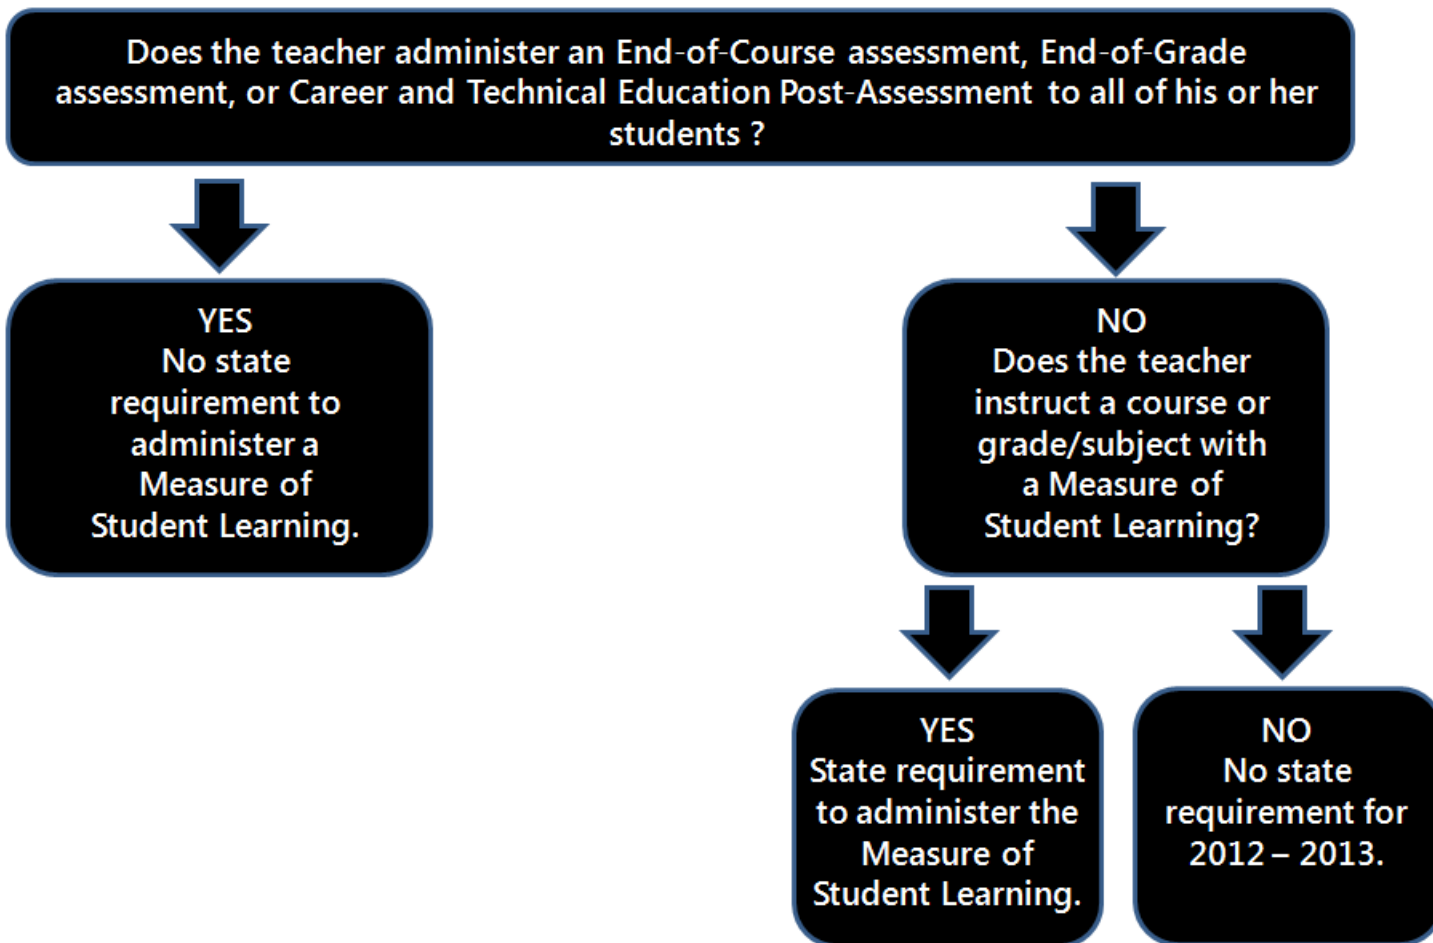 Does the teacher administer an End-of-Course assessment, End-of-Grade
assessment, or Career and Technical Education Post-Assessment to all of his or her
students ?
YES
No state
requirement to
administer a
Measure of
Student Learning.
NO
Does the teacher
instruct a course or
grade/subject with
a Measure of
Student Learning?
YES
State requirement
to administer the
Measure of
Student Learning.
NO
No state
requirement for
2012 – 2013.